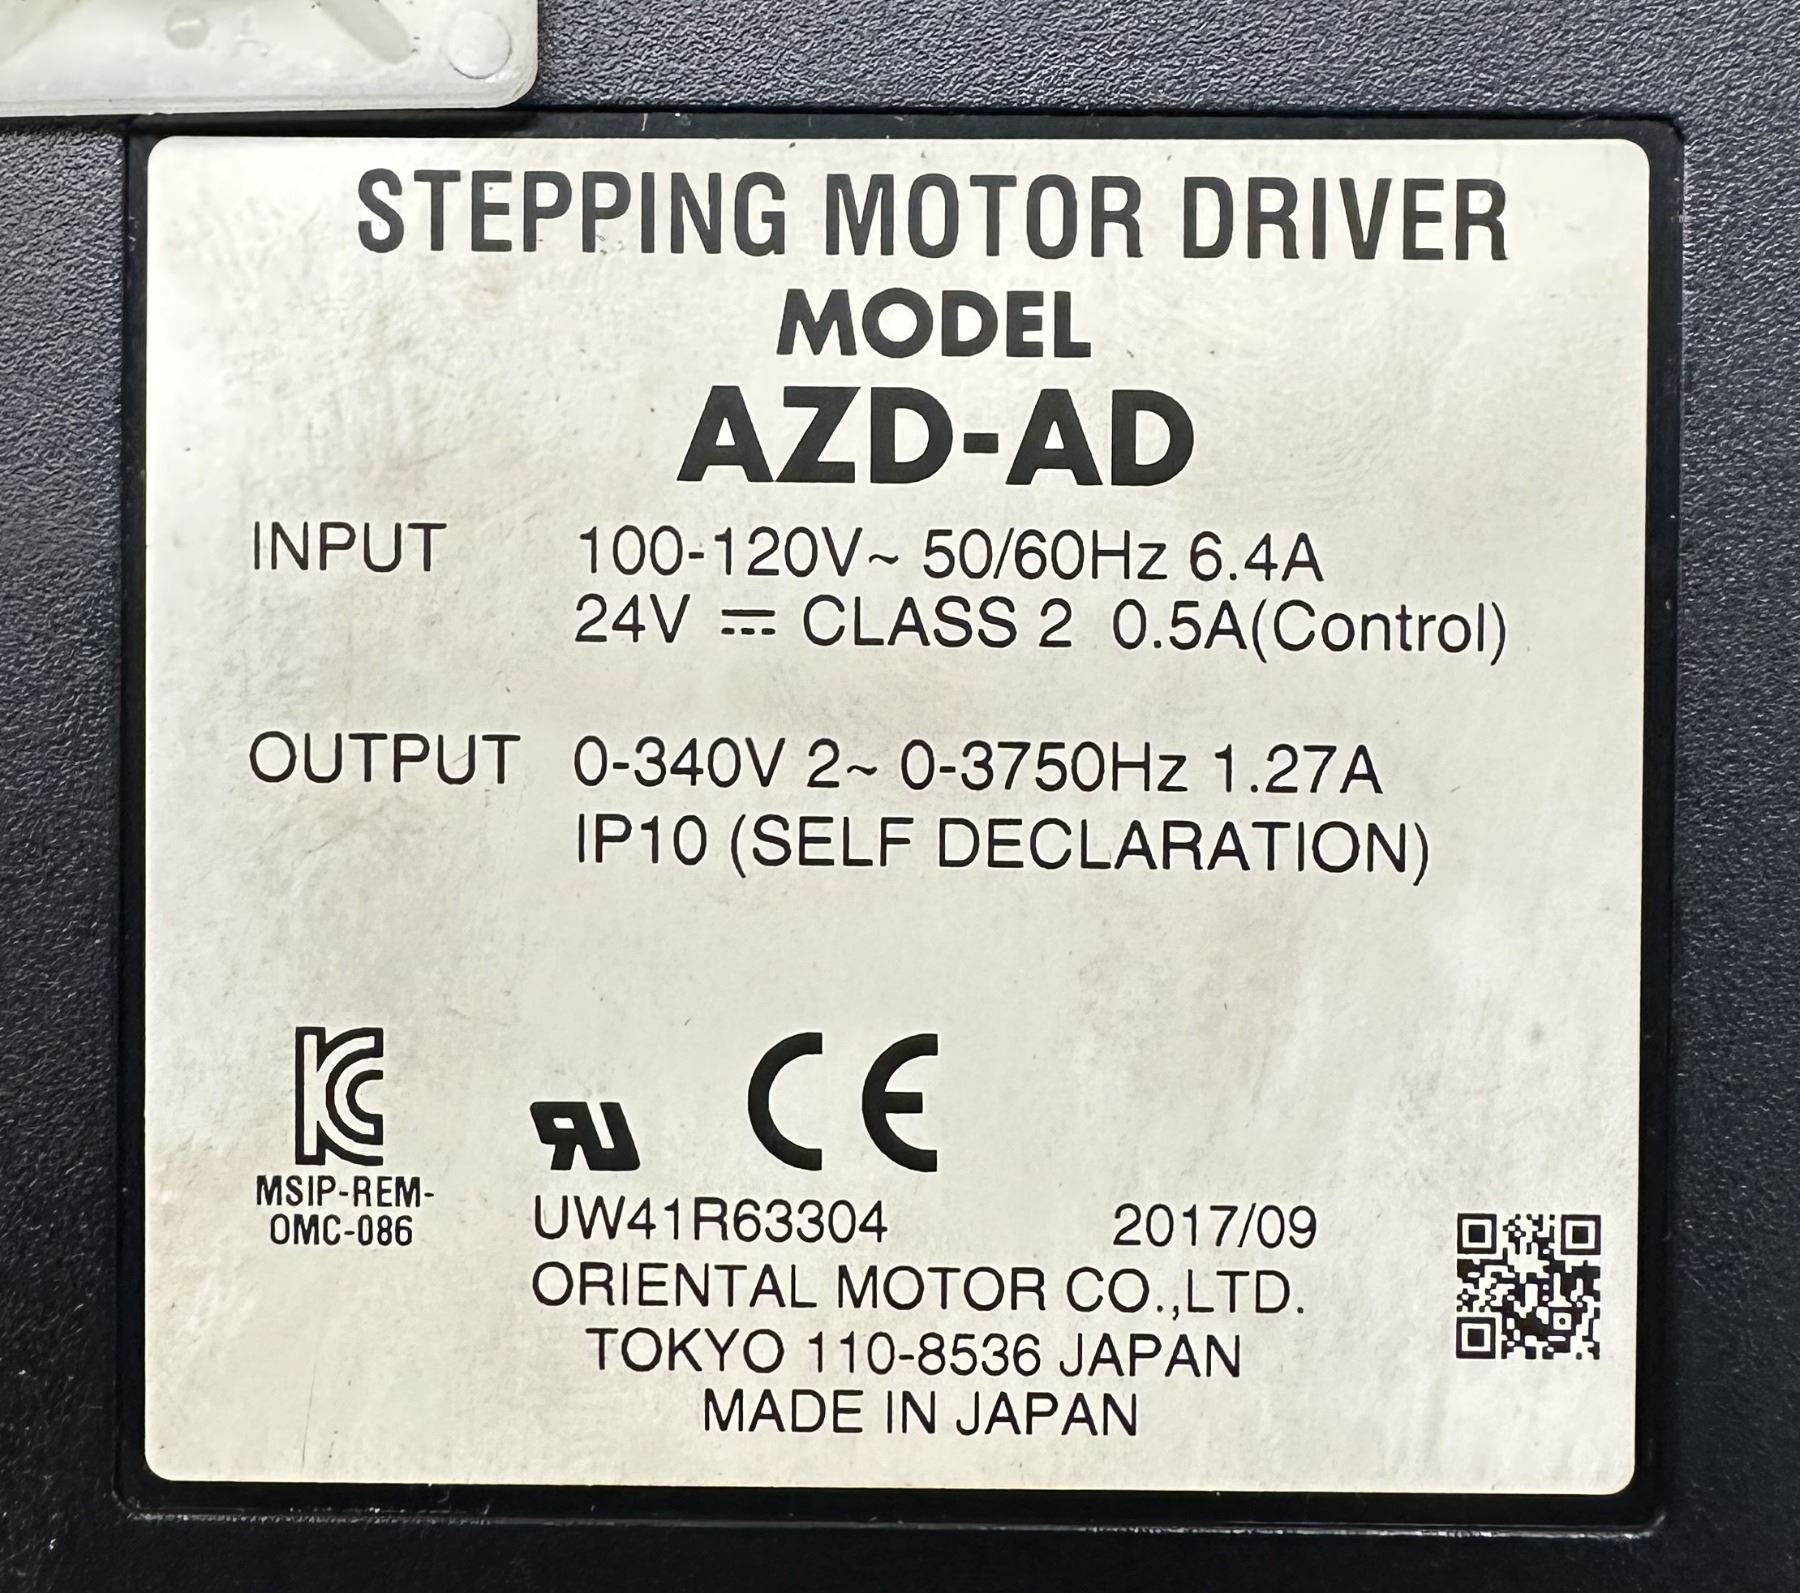 STEPPING MOTOR DRIVER
MODEL
AZD-AD
INPUT 100-120V~ 50/60Hz 6.4A
24V ⎓ CLASS 2 0.5A(Control)
OUTPUT 0-340V 2~ 0-3750Hz 1.27A
IP10 (SELF DECLARATION)
MSIP-REM-
OMC-086
CE
UW41R63304 2017/09
ORIENTAL MOTOR CO.,LTD.
TOKYO 110-8536 JAPAN
MADE IN JAPAN